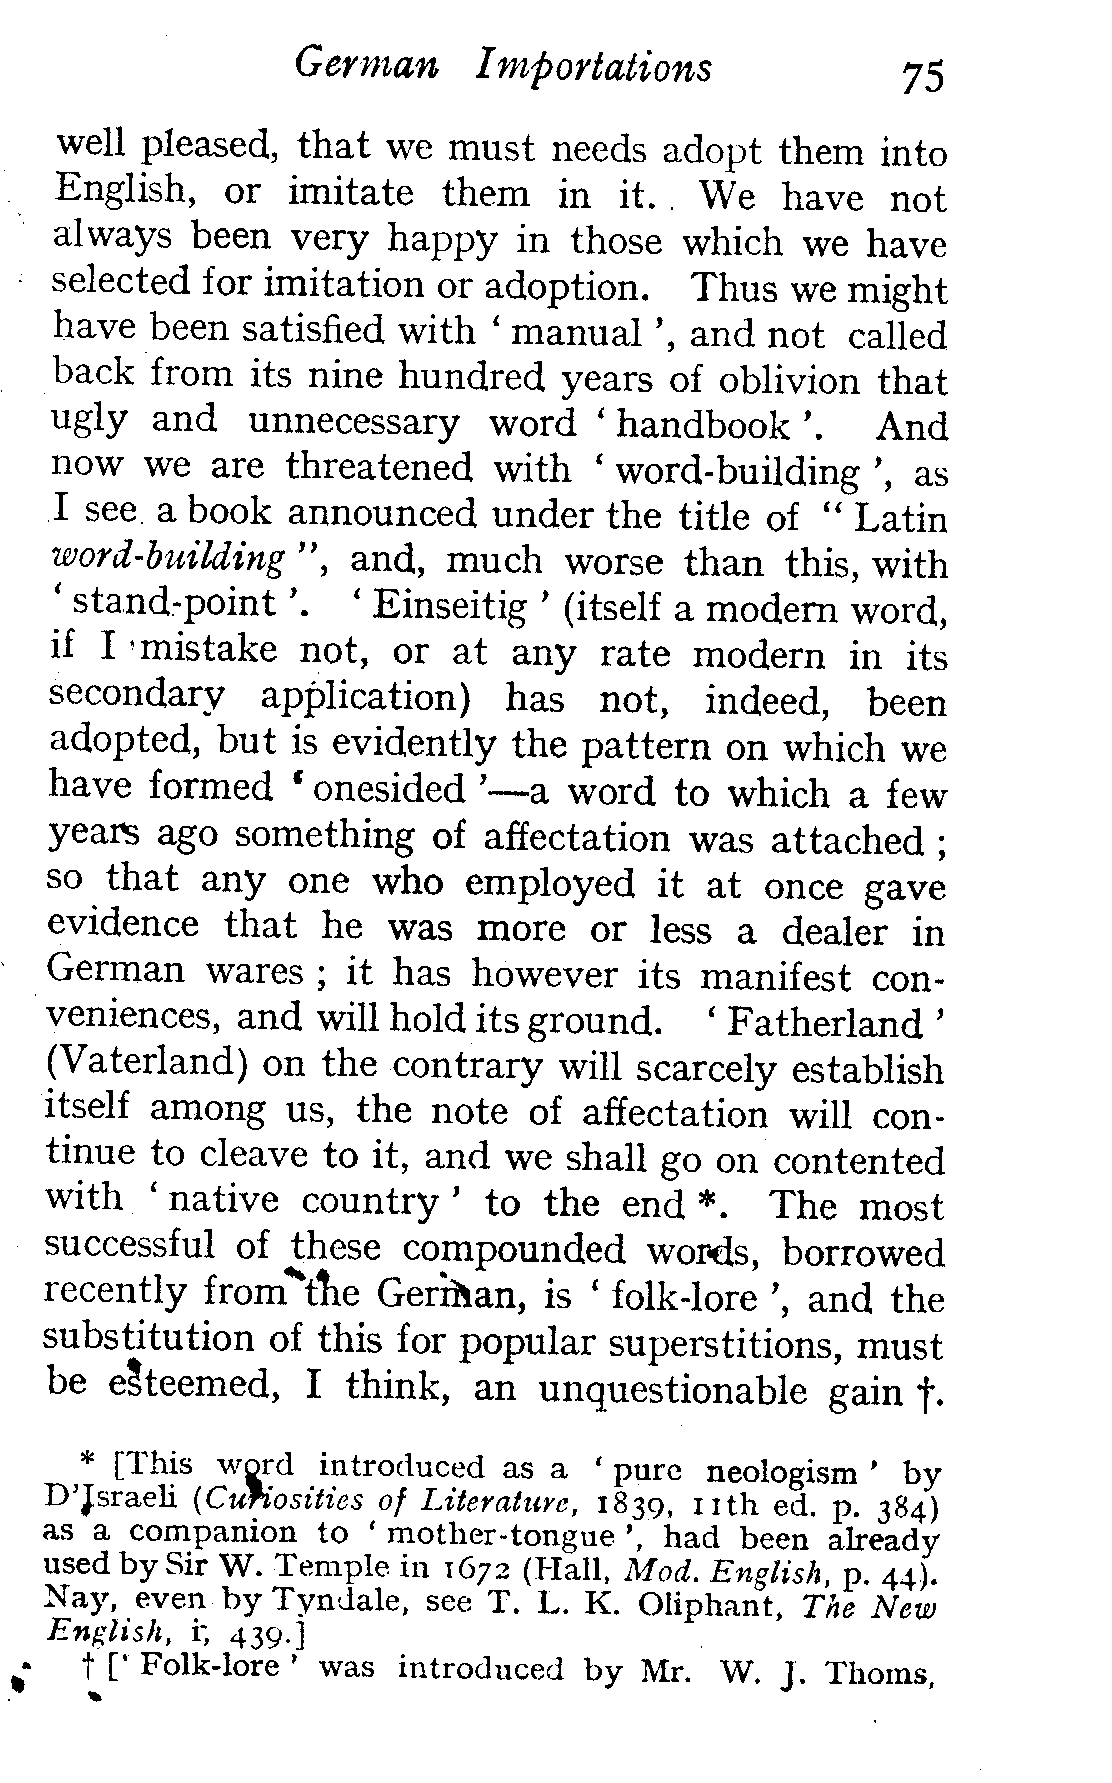 German Importations 75
well pleased, that we must needs adopt them into
English, or imitate them in it. We have not
always been very happy in those which we have
selected for imitation or adoption. Thus we might
have been satisfied with ‘ manual ’, and not called
back from its nine hundred years of oblivion that
ugly and unnecessary word ‘ handbook ’. And
now we are threatened with ‘ word-building ’, as
I see a book announced under the title of “ Latin
word-building ”, and, much worse than this, with
‘ stand-point ’. ‘ Einseitig ’ (itself a modern word,
if I mistake not, or at any rate modern in its
secondary application) has not, indeed, been
adopted, but is evidently the pattern on which we
have formed ‘ onesided ’—a word to which a few
years ago something of affectation was attached ;
so that any one who employed it at once gave
evidence that he was more or less a dealer in
German wares ; it has however its manifest con-
veniences, and will hold its ground. ‘ Fatherland ’
(Vaterland) on the contrary will scarcely establish
itself among us, the note of affectation will con-
tinue to cleave to it, and we shall go on contented
with ‘ native country ’ to the end *. The most
successful of these compounded words, borrowed
recently from the German, is ‘ folk-lore ’, and the
substitution of this for popular superstitions, must
be esteemed, I think, an unquestionable gain †.
* [This word introduced as a ‘ pure neologism ’ by
D’Israeli (Curiosities of Literature, 1839, 11th ed. p. 384)
as a companion to ‘ mother-tongue ’, had been already
used by Sir W. Temple in 1672 (Hall, Mod. English, p. 44).
Nay, even by Tyndale, see T. L. K. Oliphant, The New
English, i, 439.]
† [‘ Folk-lore ’ was introduced by Mr. W. J. Thoms,